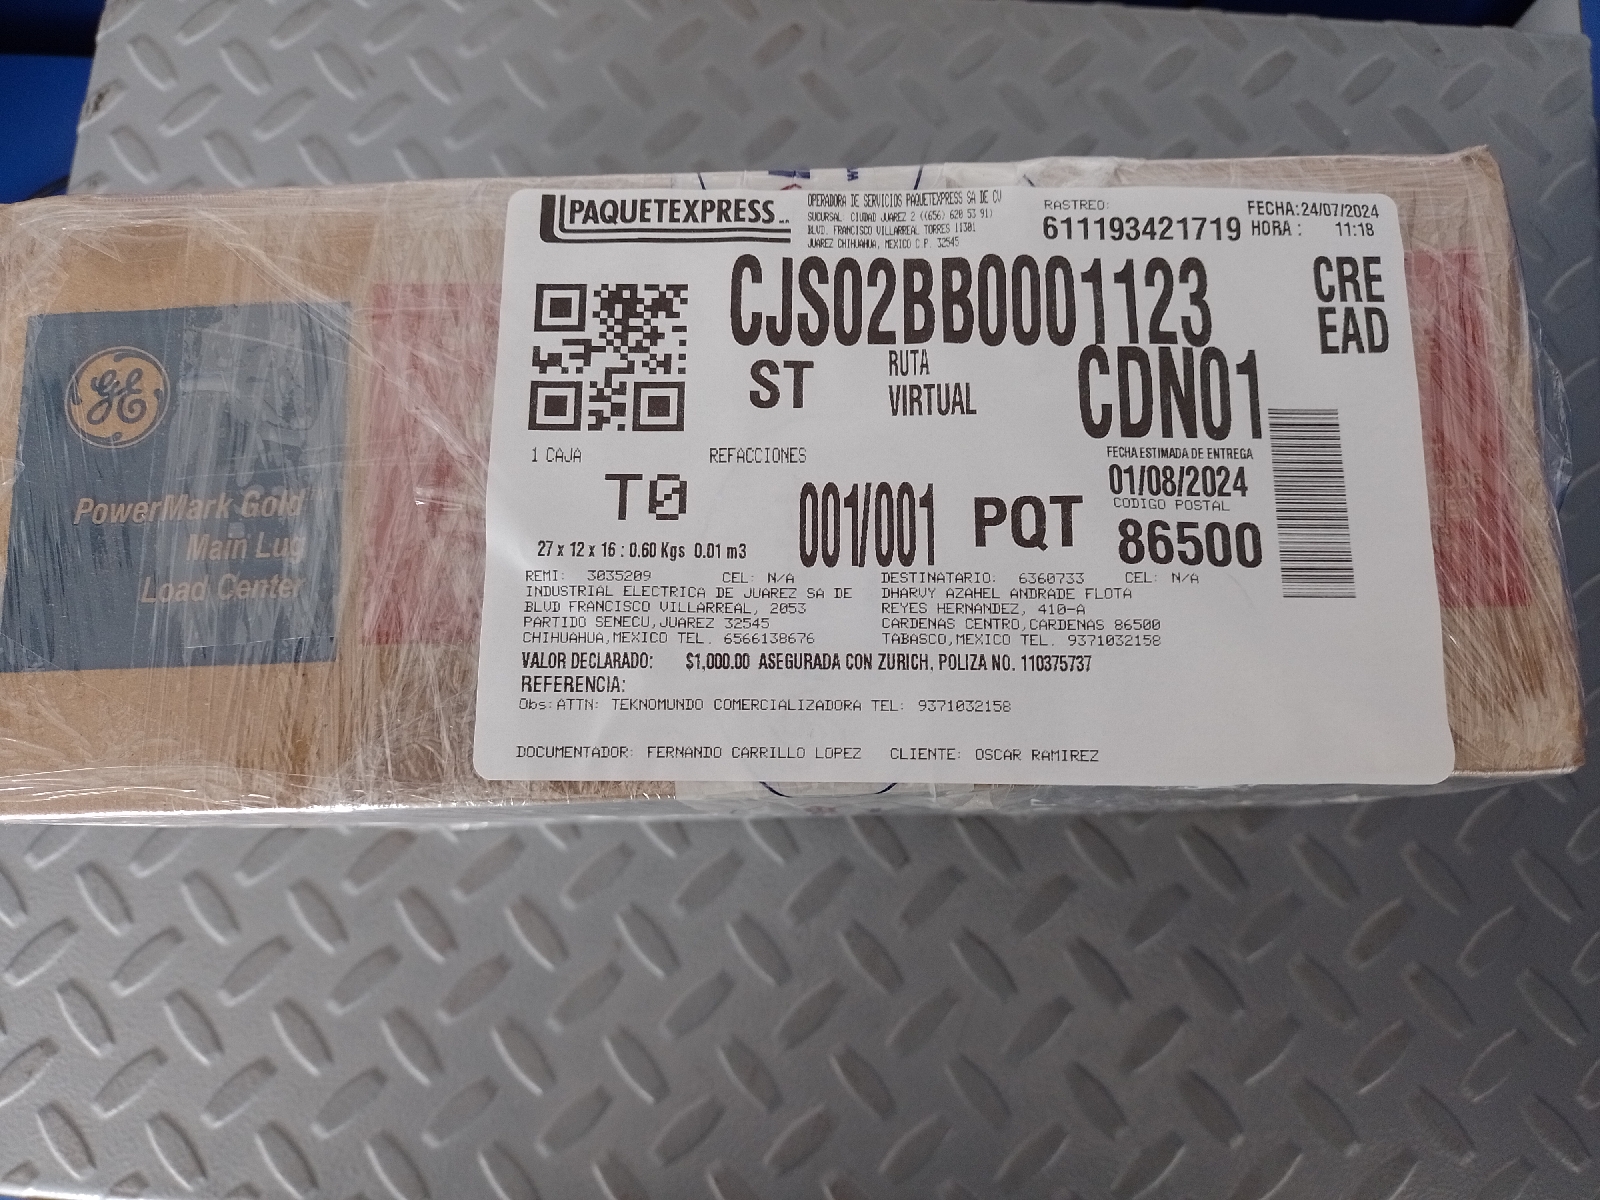 PAQUETEXPRESS
OPERADORA DE SERVICIOS PAQUETEXPRESS SA DE CV
SUCURSAL CIUDAD JUAREZ 2 ((656) 620 53 91)
BLVD. FRANCISCO VILLARREAL TORRES 11301
JUAREZ CHIHUAHUA, MEXICO C.P. 32545
RASTREO:
611193421719
FECHA:24/07/2024
HORA : 11:18
CJS02BB0001123
CRE
EAD
ST
RUTA
VIRTUAL
CDN01
1 CAJA
REFACCIONES
FECHA ESTIMADA DE ENTREGA
01/08/2024
T0
001/001
PQT
CODIGO POSTAL
86500
27 x 12 x 16 : 0.60 Kgs 0.01 m3
REMI: 3035209 CEL: N/A
INDUSTRIAL ELECTRICA DE JUAREZ SA DE
BLVD FRANCISCO VILLARREAL, 2053
PARTIDO SENECU,JUAREZ 32545
CHIHUAHUA,MEXICO TEL. 6566138676
DESTINATARIO: 6360733 CEL: N/A
DHARVY AZAHEL ANDRADE FLOTA
REYES HERNANDEZ, 410-A
CARDENAS CENTRO,CARDENAS 86500
TABASCO,MEXICO TEL. 9371032158
VALOR DECLARADO: $1,000.00 ASEGURADA CON ZURICH, POLIZA NO. 110375737
REFERENCIA:
Obs:ATTN: TEKNOMUNDO COMERCIALIZADORA TEL: 9371032158
DOCUMENTADOR: FERNANDO CARRILLO LOPEZ CLIENTE: OSCAR RAMIREZ
GE
PowerMark Gold
Main Lug
Load Center